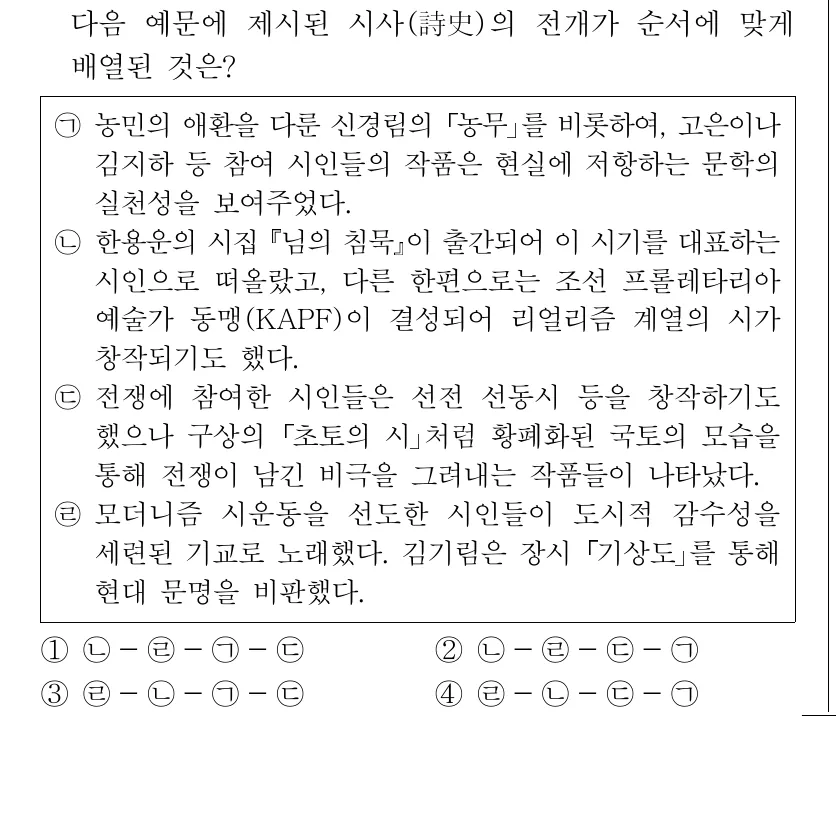 다음 예문에 제시된 시사(詩史)의 전개가 순서에 맞게
배열된 것은?
㉠ 농민의 애환을 다룬 신경림의 「농무」를 비롯하여, 고은이나
김지하 등 참여 시인들의 작품은 현실에 저항하는 문학의
실천성을 보여주었다.
㉡ 한용운의 시집 『님의 침묵』이 출간되어 이 시기를 대표하는
시인으로 떠올랐고, 다른 한편으로는 조선 프롤레타리아
예술가 동맹(KAPF)이 결성되어 리얼리즘 계열의 시가
창작되기도 했다.
㉢ 전쟁에 참여한 시인들은 선전 선동시 등을 창작하기도
했으나 구상의 「초토의 시」처럼 황폐화된 국토의 모습을
통해 전쟁이 남긴 비극을 그려내는 작품들이 나타났다.
㉣ 모더니즘 시운동을 선도한 시인들이 도시적 감수성을
세련된 기교로 노래했다. 김기림은 장시 「기상도」를 통해
현대 문명을 비판했다.
① ㉡－㉣－㉠－㉢ ② ㉡－㉣－㉢－㉠
③ ㉣－㉡－㉠－㉢ ④ ㉣－㉡－㉢－㉠